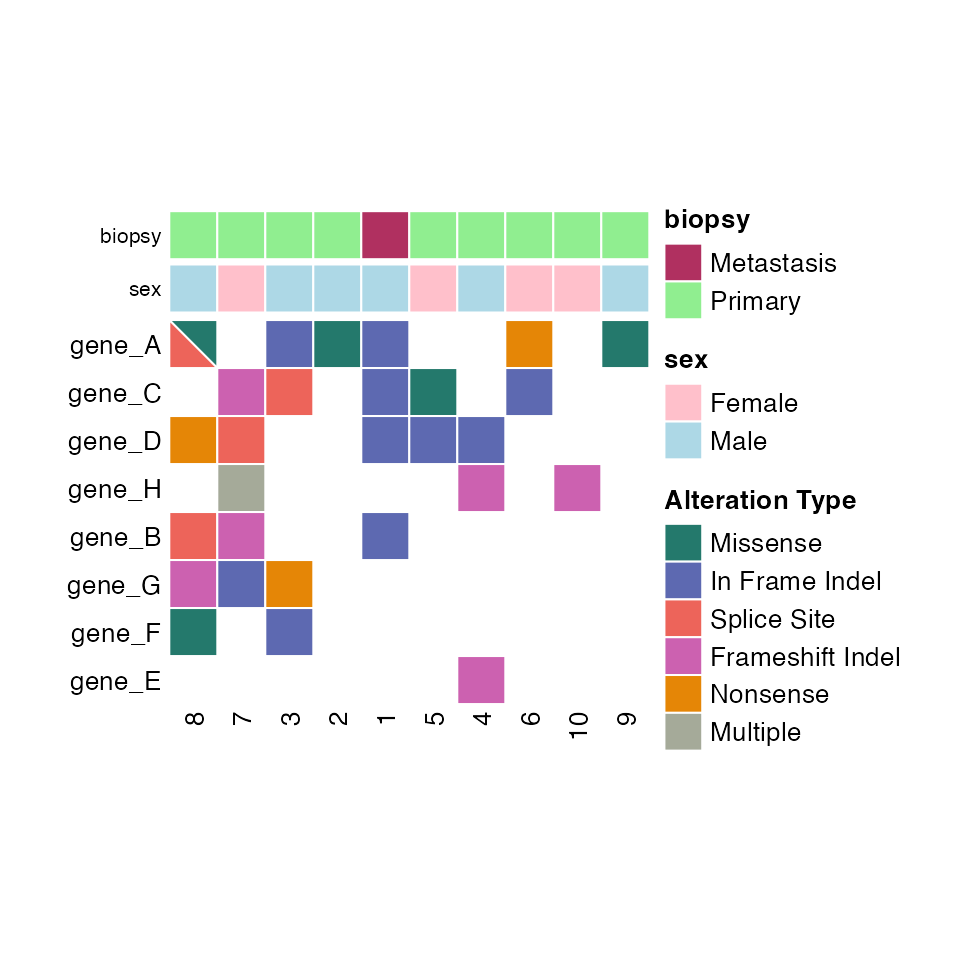 biopsy
sex
gene_A
gene_C
gene_D
gene_H
gene_B
gene_G
gene_F
gene_E
8 7 3 2 1 5 4 6 10 9
biopsy
Metastasis
Primary
sex
Female
Male
Alteration Type
Missense
In Frame Indel
Splice Site
Frameshift Indel
Nonsense
Multiple